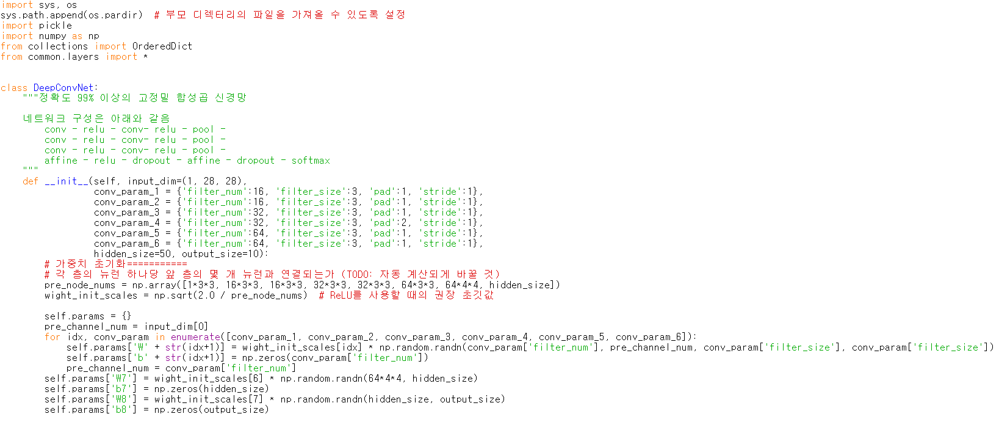 import sys, os
sys.path.append(os.pardir)  # 부모 디렉터리의 파일을 가져올 수 있도록 설정
import pickle
import numpy as np
from collections import OrderedDict
from common.layers import *


class DeepConvNet:
    """정확도 99% 이상의 고정밀 합성곱 신경망

    네트워크 구성은 아래와 같음
        conv - relu - conv- relu - pool -
        conv - relu - conv- relu - pool -
        conv - relu - conv- relu - pool -
        affine - relu - dropout - affine - dropout - softmax
    """
    def __init__(self, input_dim=(1, 28, 28),
                 conv_param_1 = {'filter_num':16, 'filter_size':3, 'pad':1, 'stride':1},
                 conv_param_2 = {'filter_num':16, 'filter_size':3, 'pad':1, 'stride':1},
                 conv_param_3 = {'filter_num':32, 'filter_size':3, 'pad':1, 'stride':1},
                 conv_param_4 = {'filter_num':32, 'filter_size':3, 'pad':2, 'stride':1},
                 conv_param_5 = {'filter_num':64, 'filter_size':3, 'pad':1, 'stride':1},
                 conv_param_6 = {'filter_num':64, 'filter_size':3, 'pad':1, 'stride':1},
                 hidden_size=50, output_size=10):
        # 가중치 초기화===========
        # 각 층의 뉴런 하나당 앞 층의 몇 개 뉴런과 연결되는가 (TODO: 자동 계산되게 바꿀 것)
        pre_node_nums = np.array([1*3*3, 16*3*3, 16*3*3, 32*3*3, 32*3*3, 64*3*3, 64*4*4, hidden_size])
        wight_init_scales = np.sqrt(2.0 / pre_node_nums)  # ReLU를 사용할 때의 권장 초깃값

        self.params = {}
        pre_channel_num = input_dim[0]
        for idx, conv_param in enumerate([conv_param_1, conv_param_2, conv_param_3, conv_param_4, conv_param_5, conv_param_6]):
            self.params['W' + str(idx+1)] = wight_init_scales[idx] * np.random.randn(conv_param['filter_num'], pre_channel_num, conv_param['filter_size'], conv_param['filter_size'])
            self.params['b' + str(idx+1)] = np.zeros(conv_param['filter_num'])
            pre_channel_num = conv_param['filter_num']
        self.params['W7'] = wight_init_scales[6] * np.random.randn(64*4*4, hidden_size)
        self.params['b7'] = np.zeros(hidden_size)
        self.params['W8'] = wight_init_scales[7] * np.random.randn(hidden_size, output_size)
        self.params['b8'] = np.zeros(output_size)